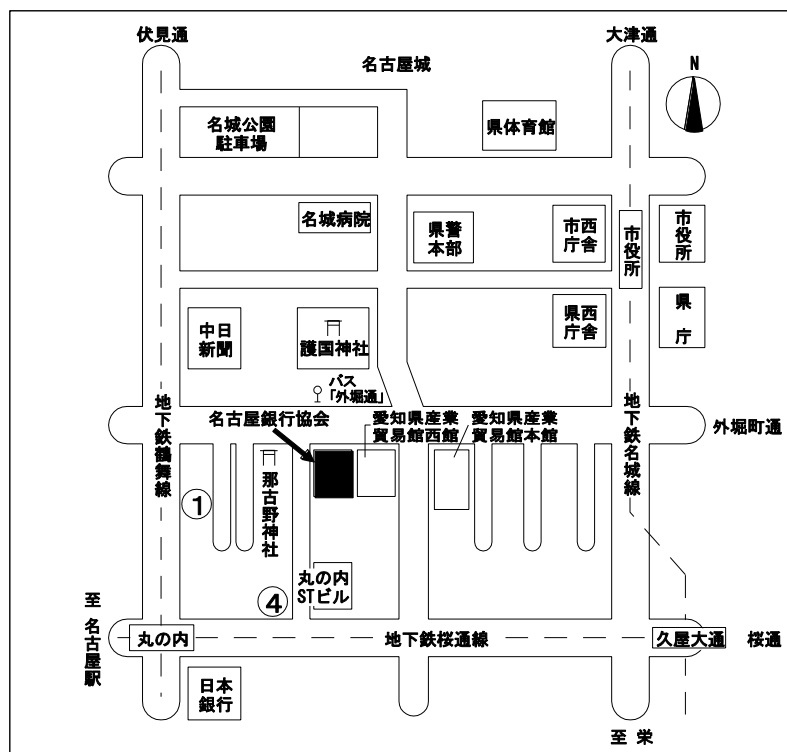 伏見通
大津通
名古屋城
N
名城公園
駐車場
県体育館
名城病院
県警
本部
市西
庁舎
市役所
市役所
中日
新聞
護国神社
県西
庁舎
県庁
バス
「外堀通」
地下鉄鶴舞線
名古屋銀行協会
愛知県産業
貿易館西館
愛知県産業
貿易館本館
地下鉄名城線
外堀町通
①
那古野神社
④
丸の内
STビル
至名古屋駅
丸の内
地下鉄桜通線
久屋大通
桜通
日本
銀行
至 栄